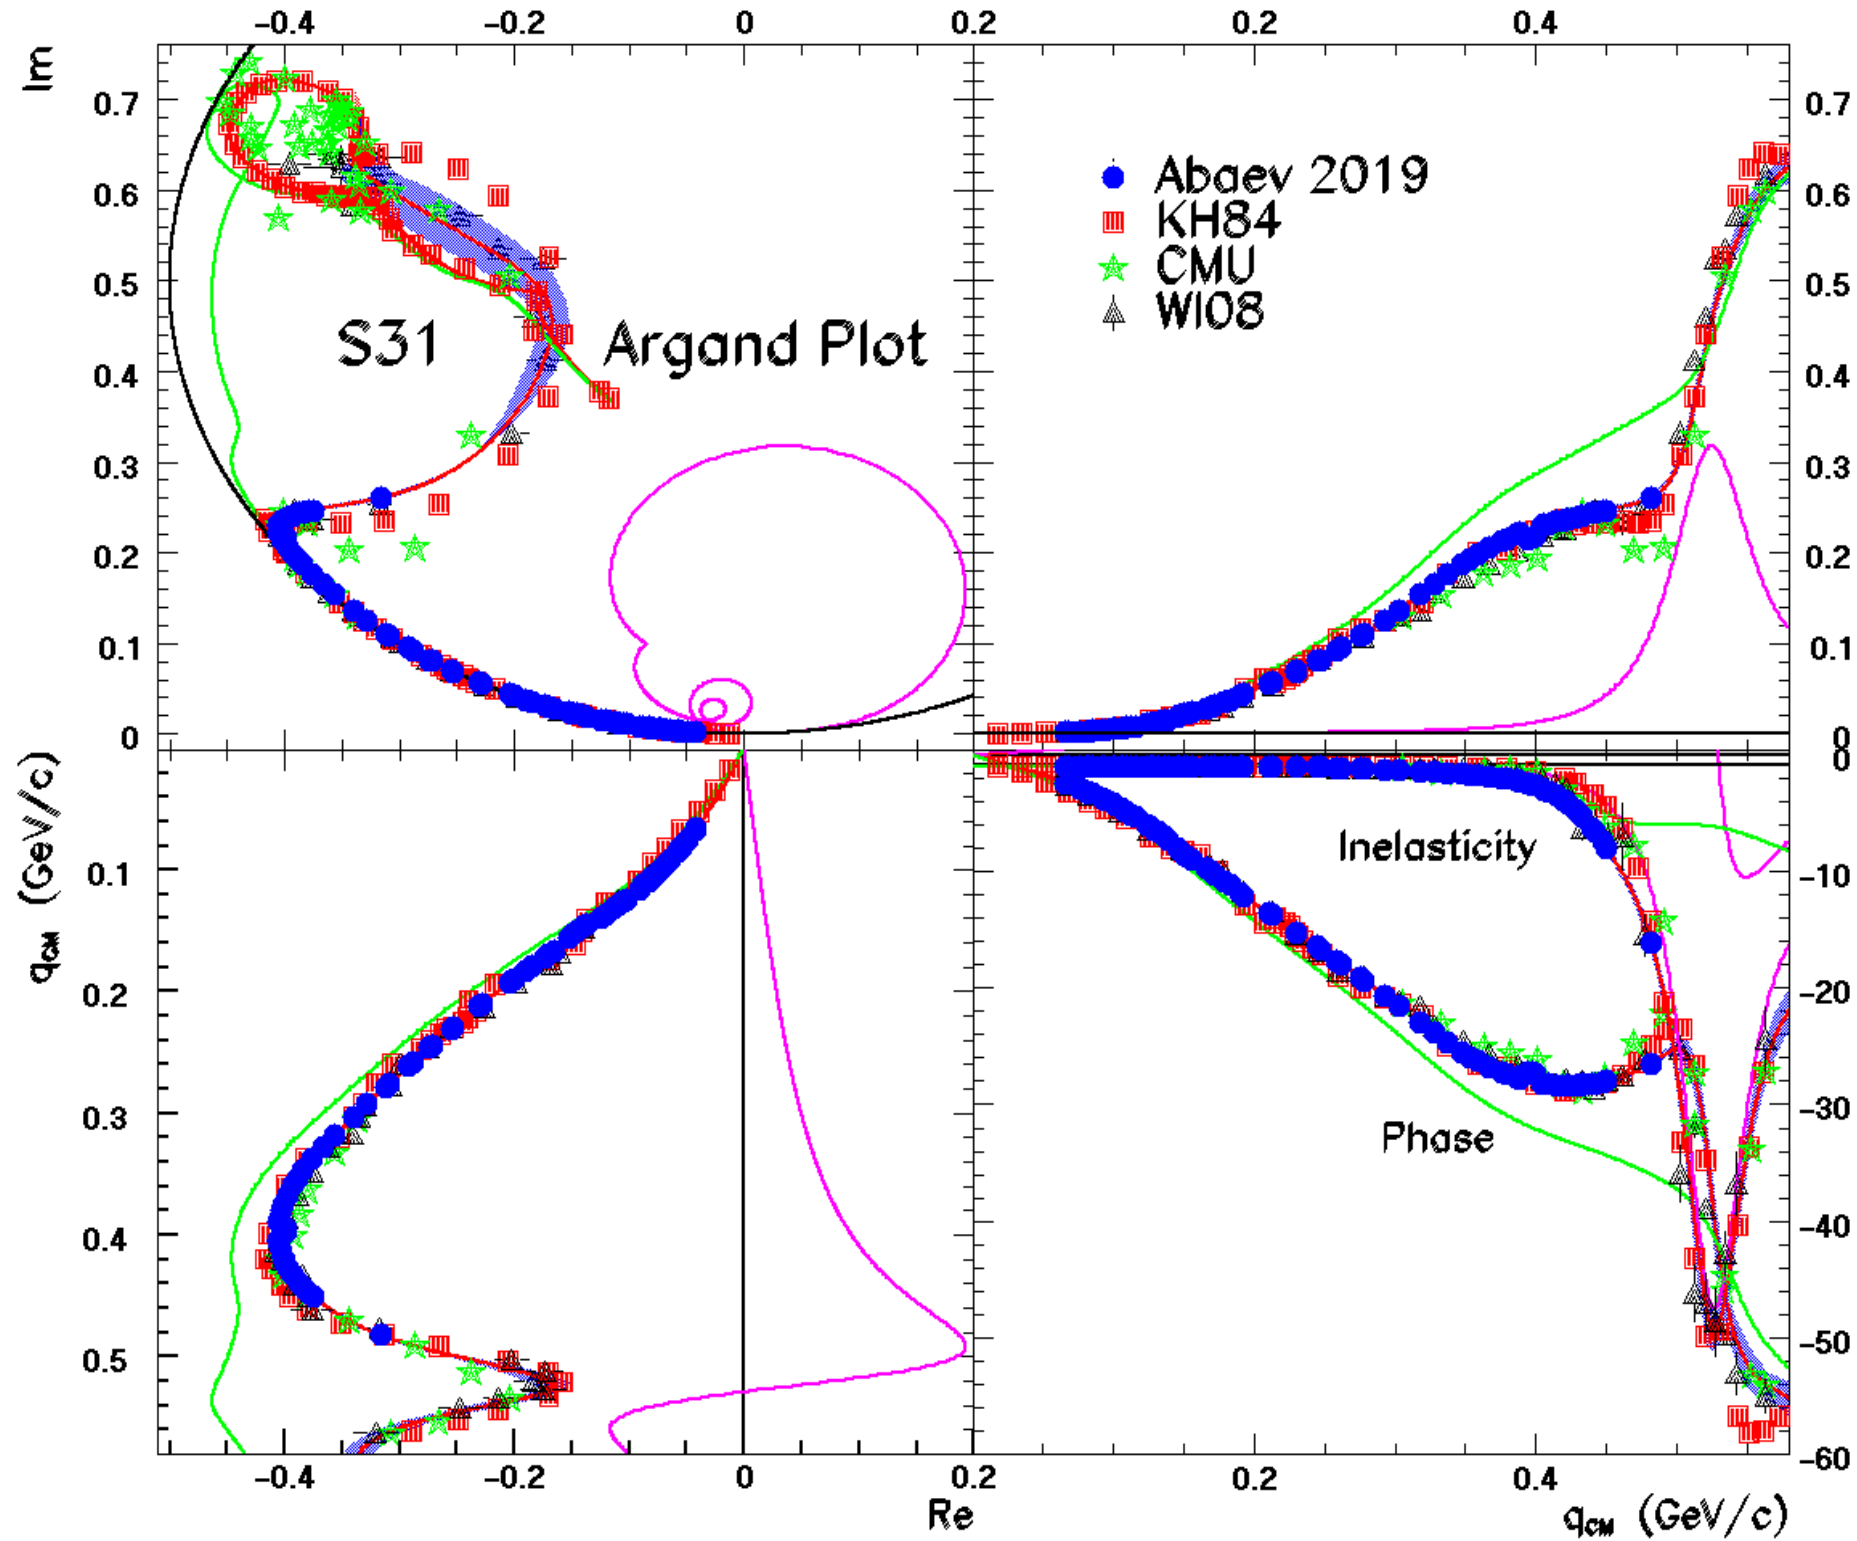 -0.4 -0.2 0 0.2 0.2 0.4
Im
0.7 0.7
0.6 0.6
0.5 0.5
0.4 0.4
0.3 0.3
0.2 0.2
0.1 0.1
0 0
Abaev 2019
KH84
CMU
WI08
S31 Argand Plot
q_CM (GeV/c)
0
0.1 -10
0.2 -20
0.3 -30
0.4 -40
0.5 -50
-60
Inelasticity
Phase
-0.4 -0.2 0 0.2 0.2 0.4
Re q_CM (GeV/c)